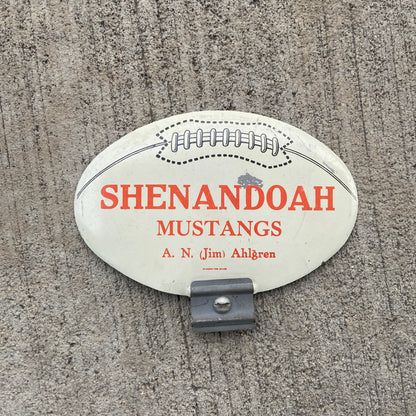 SHENANDOAH
MUSTANGS
A. N. (Jim) Ahlgren